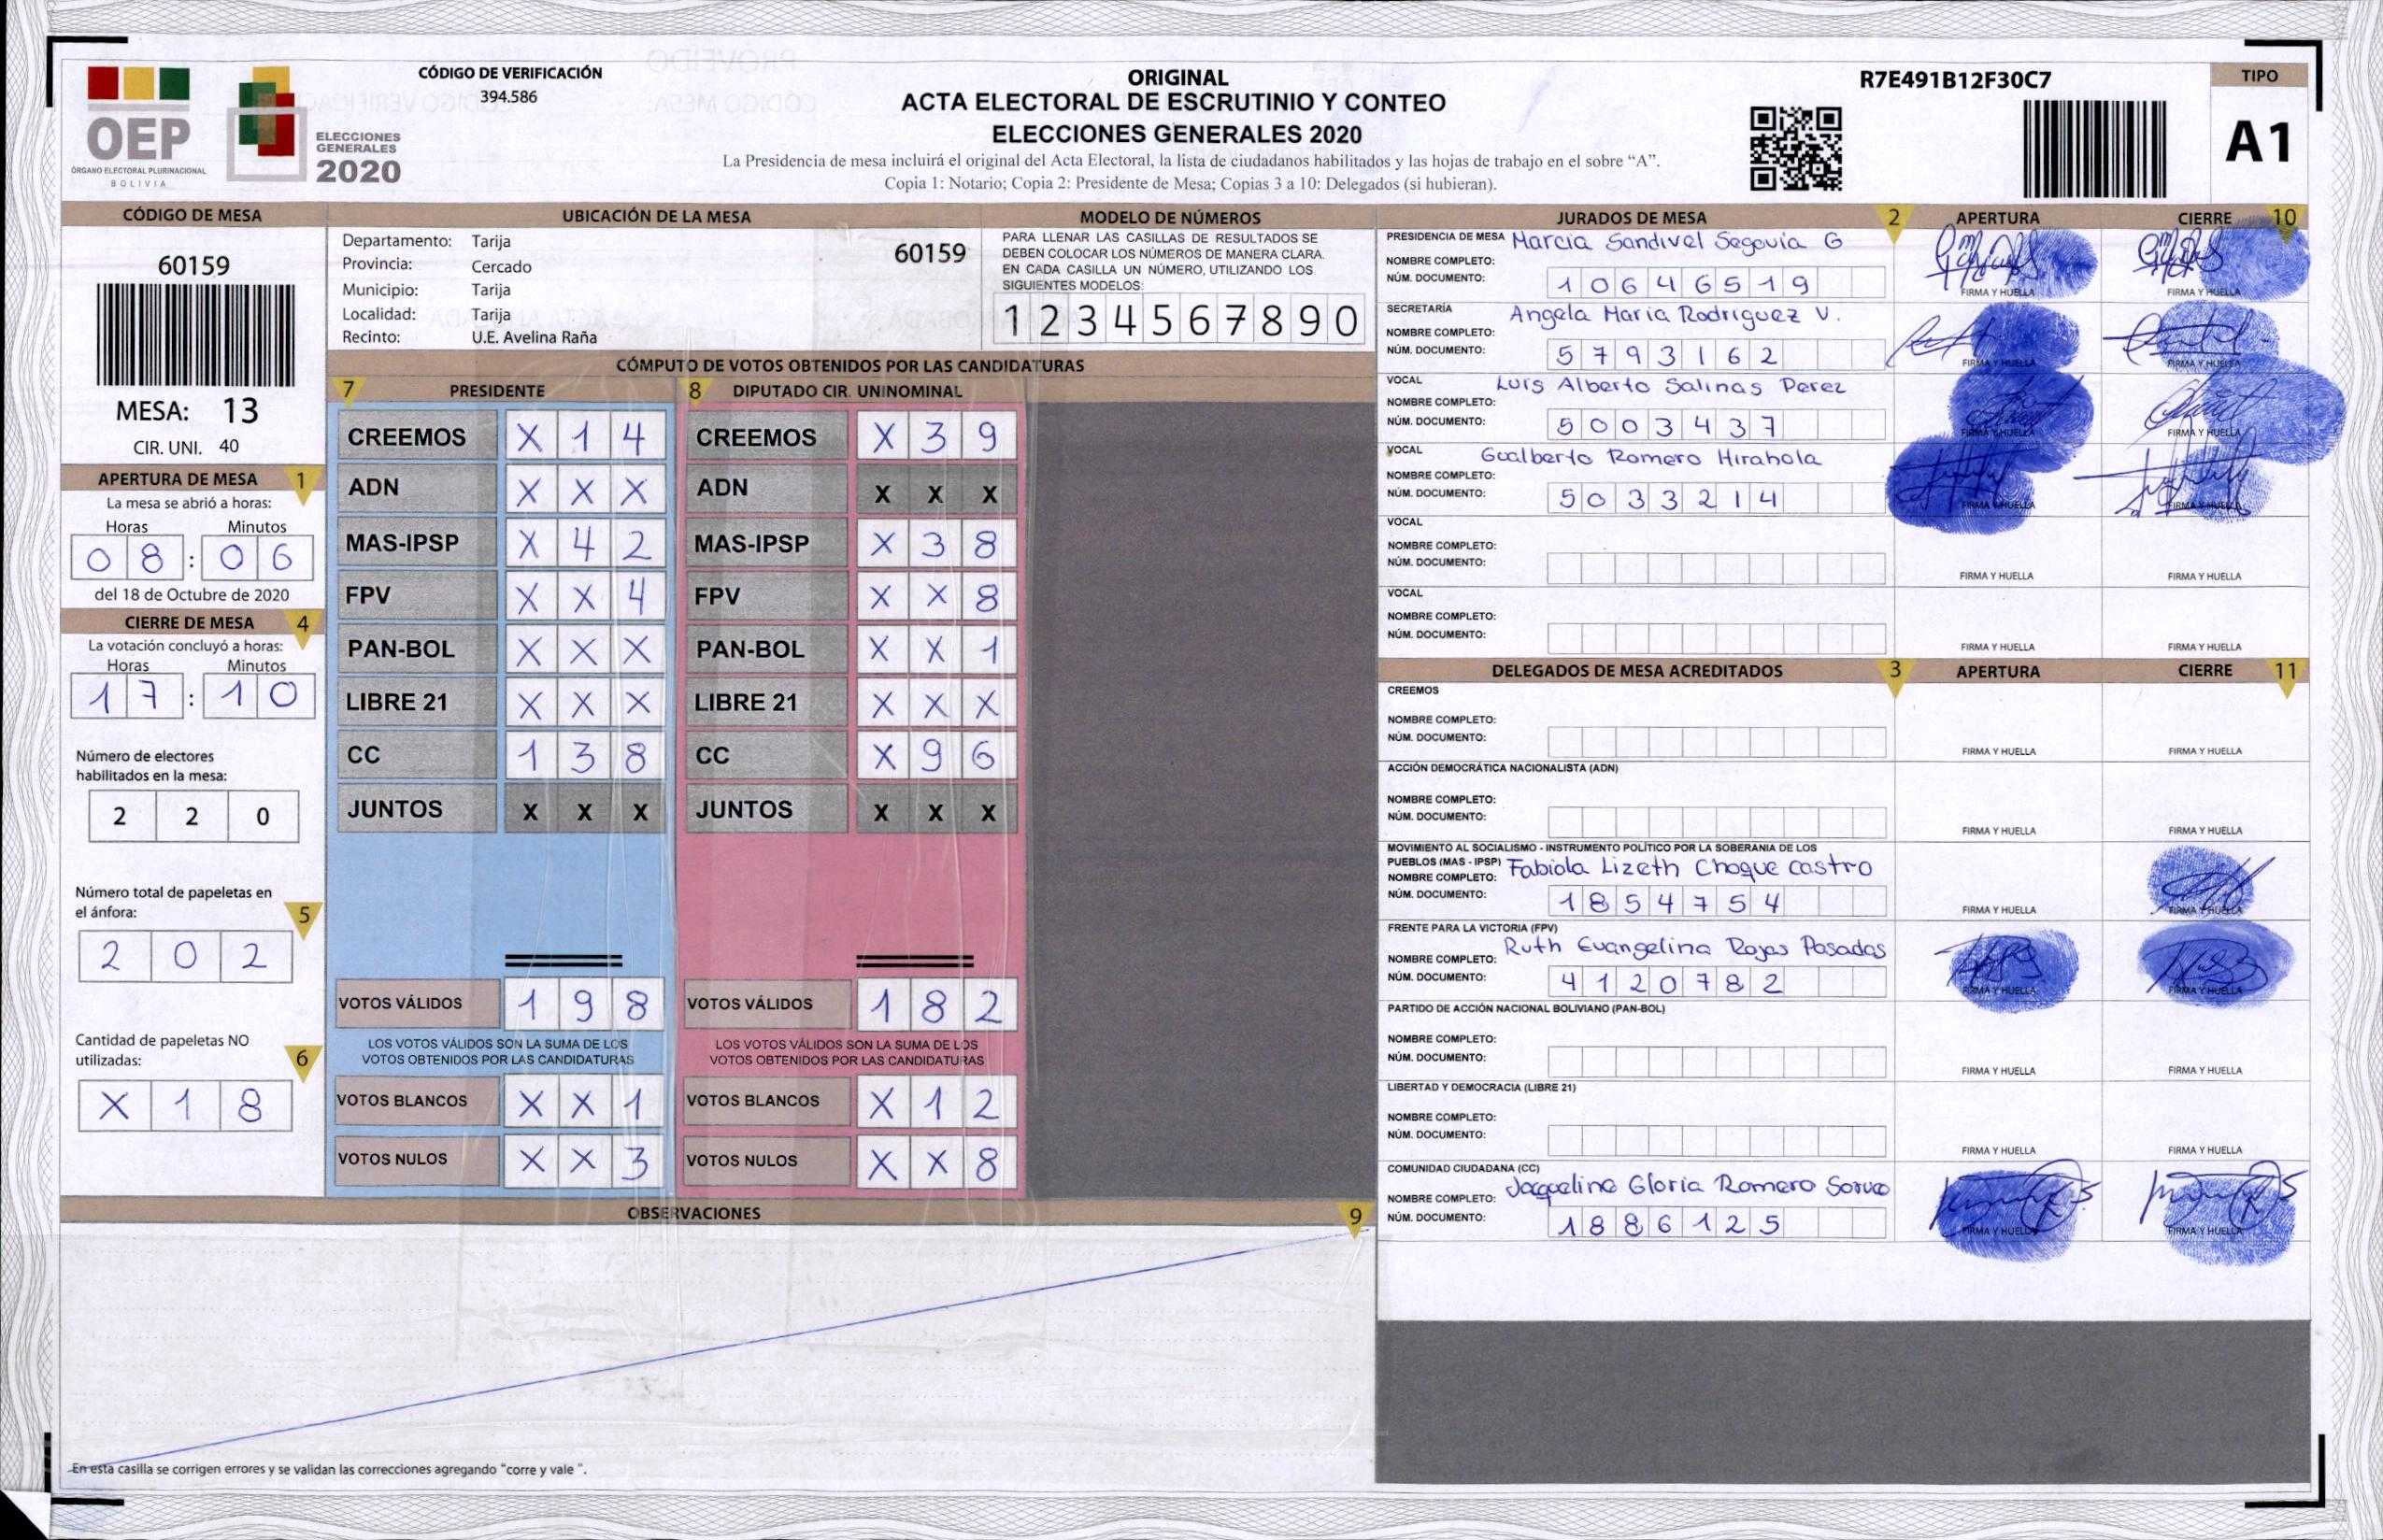 CÓDIGO DE VERIFICACIÓN
394.586
OEP
ÓRGANO ELECTORAL PLURINACIONAL
BOLIVIA
ELECCIONES
GENERALES
2020
ORIGINAL
ACTA ELECTORAL DE ESCRUTINIO Y CONTEO
ELECCIONES GENERALES 2020
La Presidencia de mesa incluirá el original del Acta Electoral, la lista de ciudadanos habilitados y las hojas de trabajo en el sobre “A”.
Copia 1: Notario; Copia 2: Presidente de Mesa; Copias 3 a 10: Delegados (si hubieran).
R7E491B12F30C7
TIPO
A1
CÓDIGO DE MESA
60159
MESA: 13
CIR. UNI. 40
APERTURA DE MESA 1
La mesa se abrió a horas:
Horas Minutos
08:06
del 18 de Octubre de 2020
CIERRE DE MESA 4
La votación concluyó a horas:
Horas Minutos
17:10
Número de electores
habilitados en la mesa:
2 2 0
Número total de papeletas en
el ánfora: 5
2 0 2
Cantidad de papeletas NO
utilizadas: 6
X 1 8
UBICACIÓN DE LA MESA
Departamento: Tarija
60159
Provincia: Cercado
Municipio: Tarija
Localidad: Tarija
Recinto: U.E. Avelina Raña
MODELO DE NÚMEROS
PARA LLENAR LAS CASILLAS DE RESULTADOS SE
DEBEN COLOCAR LOS NÚMEROS DE MANERA CLARA.
EN CADA CASILLA UN NÚMERO, UTILIZANDO LOS
SIGUIENTES MODELOS:
1 2 3 4 5 6 7 8 9 0
CÓMPUTO DE VOTOS OBTENIDOS POR LAS CANDIDATURAS
7 PRESIDENTE
CREEMOS X 1 4
ADN X X X
MAS-IPSP X 4 2
FPV X X 4
PAN-BOL X X X
LIBRE 21 X X X
CC 1 3 8
JUNTOS X X X
VOTOS VÁLIDOS 1 9 8
LOS VOTOS VÁLIDOS SON LA SUMA DE LOS
VOTOS OBTENIDOS POR LAS CANDIDATURAS
VOTOS BLANCOS X X 1
VOTOS NULOS X X 3
8 DIPUTADO CIR. UNINOMINAL
CREEMOS X 3 9
ADN X X X
MAS-IPSP X 3 8
FPV X X 8
PAN-BOL X X 1
LIBRE 21 X X X
CC X 9 6
JUNTOS X X X
VOTOS VÁLIDOS 1 8 2
LOS VOTOS VÁLIDOS SON LA SUMA DE LOS
VOTOS OBTENIDOS POR LAS CANDIDATURAS
VOTOS BLANCOS X 1 2
VOTOS NULOS X X 8
OBSERVACIONES 9
En esta casilla se corrigen errores y se validan las correcciones agregando "corre y vale ".
JURADOS DE MESA 2 APERTURA CIERRE 10
PRESIDENCIA DE MESA Marcia Sandivel Segovia G
NOMBRE COMPLETO:
NÚM. DOCUMENTO: 10646519
FIRMA Y HUELLA FIRMA Y HUELLA
SECRETARÍA Angela Maria Rodriguez V.
NOMBRE COMPLETO:
NÚM. DOCUMENTO: 5793162
FIRMA Y HUELLA FIRMA Y HUELLA
VOCAL Luis Alberto Salinas Perez
NOMBRE COMPLETO:
NÚM. DOCUMENTO: 5003437
FIRMA Y HUELLA FIRMA Y HUELLA
VOCAL Gualberto Romero Mirabola
NOMBRE COMPLETO:
NÚM. DOCUMENTO: 5033214
FIRMA Y HUELLA FIRMA Y HUELLA
VOCAL
NOMBRE COMPLETO:
NÚM. DOCUMENTO:
FIRMA Y HUELLA FIRMA Y HUELLA
VOCAL
NOMBRE COMPLETO:
NÚM. DOCUMENTO:
FIRMA Y HUELLA FIRMA Y HUELLA
DELEGADOS DE MESA ACREDITADOS 3 APERTURA CIERRE 11
CREEMOS
NOMBRE COMPLETO:
NÚM. DOCUMENTO:
FIRMA Y HUELLA FIRMA Y HUELLA
ACCIÓN DEMOCRÁTICA NACIONALISTA (ADN)
NOMBRE COMPLETO:
NÚM. DOCUMENTO:
FIRMA Y HUELLA FIRMA Y HUELLA
MOVIMIENTO AL SOCIALISMO - INSTRUMENTO POLÍTICO POR LA SOBERANIA DE LOS
PUEBLOS (MAS - IPSP) Fabiola Lizeth Choque Castro
NOMBRE COMPLETO:
NÚM. DOCUMENTO: 1854754
FIRMA Y HUELLA FIRMA Y HUELLA
FRENTE PARA LA VICTORIA (FPV)
NOMBRE COMPLETO: Ruth Evangelina Rojas Posadas
NÚM. DOCUMENTO: 4120782
FIRMA Y HUELLA FIRMA Y HUELLA
PARTIDO DE ACCIÓN NACIONAL BOLIVIANO (PAN-BOL)
NOMBRE COMPLETO:
NÚM. DOCUMENTO:
FIRMA Y HUELLA FIRMA Y HUELLA
LIBERTAD Y DEMOCRACIA (LIBRE 21)
NOMBRE COMPLETO:
NÚM. DOCUMENTO:
FIRMA Y HUELLA FIRMA Y HUELLA
COMUNIDAD CIUDADANA (CC)
NOMBRE COMPLETO: Jacqueline Gloria Romero Soruco
NÚM. DOCUMENTO: 1886125
FIRMA Y HUELLA FIRMA Y HUELLA